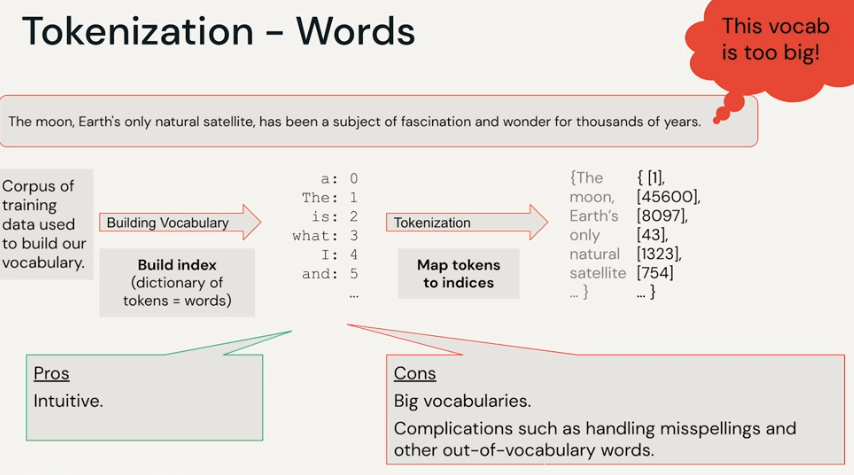 Tokenization - Words
This vocab
is too big!
The moon, Earth's only natural satellite, has been a subject of fascination and wonder for thousands of years.
Corpus of
training
data used
to build our
vocabulary.
Building Vocabulary
Build index
(dictionary of
tokens = words)
a: 0
The: 1
is: 2
what: 3
I: 4
and: 5
...
Tokenization
Map tokens
to indices
{The { [1],
moon, [45600],
Earth's [8097],
only [43],
natural [1323],
satellite [754]
... } ... }
Pros
Intuitive.
Cons
Big vocabularies.
Complications such as handling misspellings and
other out-of-vocabulary words.